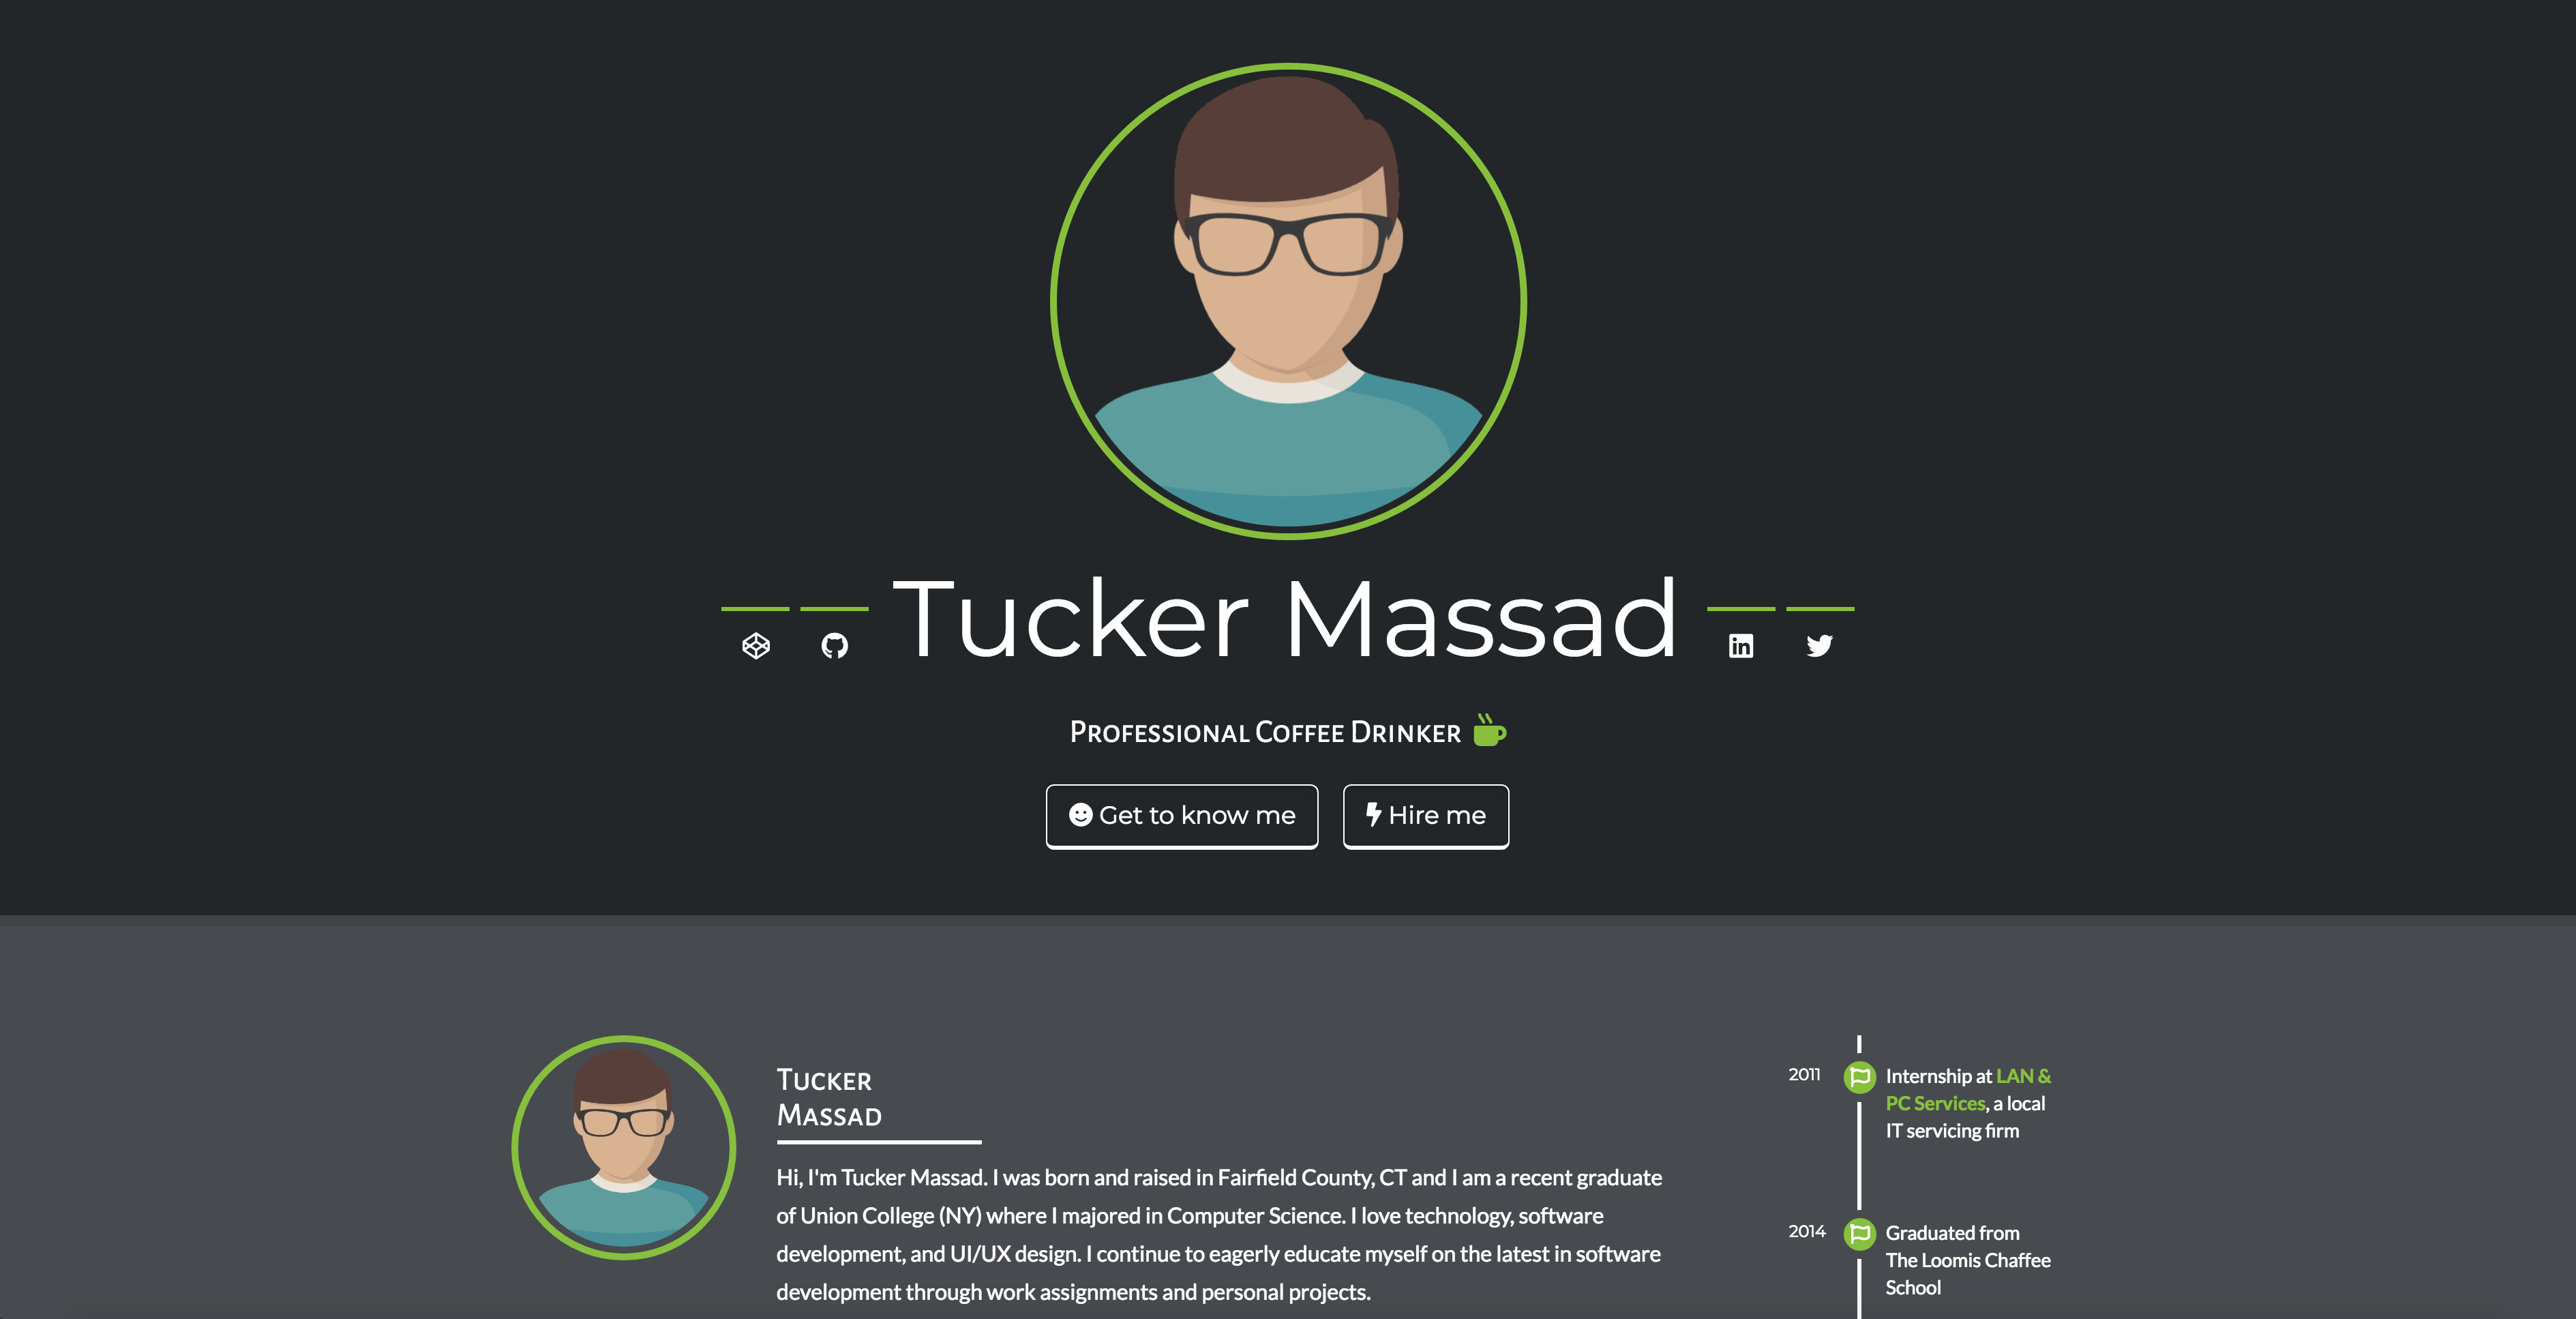 Tucker Massad
Professional Coffee Drinker
Get to know me
Hire me
Tucker
Massad
Hi, I'm Tucker Massad. I was born and raised in Fairfield County, CT and I am a recent graduate
of Union College (NY) where I majored in Computer Science. I love technology, software
development, and UI/UX design. I continue to eagerly educate myself on the latest in software
development through work assignments and personal projects.
2011
Internship at LAN &
PC Services, a local
IT servicing firm
2014
Graduated from
The Loomis Chaffee
School